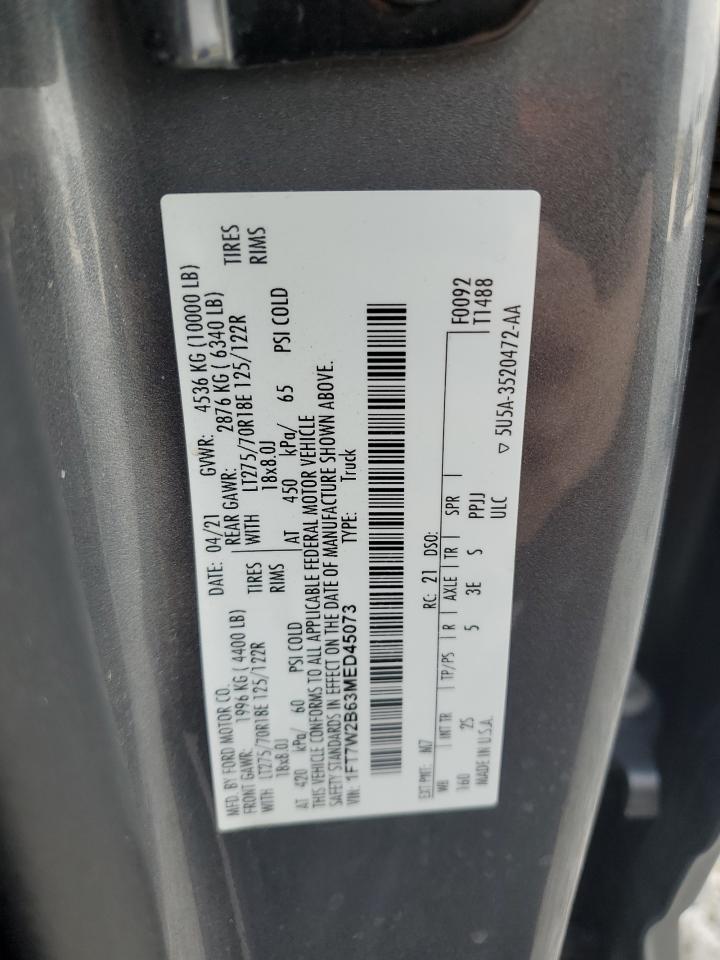 MFD. BY FORD MOTOR CO. DATE: 04/21 GVWR: 4536 KG (10000 LB)
FRONT GAWR: 1996 KG ( 4400 LB) REAR GAWR: 2876 KG ( 6340 LB)
WITH LT275/70R18E 125/122R TIRES WITH LT275/70R18E 125/122R TIRES
18x8.0J RIMS 18x8.0J RIMS
AT 420 kPa/ 60 PSI COLD AT 450 kPa/ 65 PSI COLD
THIS VEHICLE CONFORMS TO ALL APPLICABLE FEDERAL MOTOR VEHICLE
SAFETY STANDARDS IN EFFECT ON THE DATE OF MANUFACTURE SHOWN ABOVE.
VIN: 1FT7W2B63MED45073 TYPE: Truck
EXT PNT: M7 RC: 21 DSO: F0092
WB INT TR TP/PS R AXLE TR SPR T1488
160 2S 5 3E S PPJJ
MADE IN U.S.A. ULC ▽ 5U5A-3520472-AA